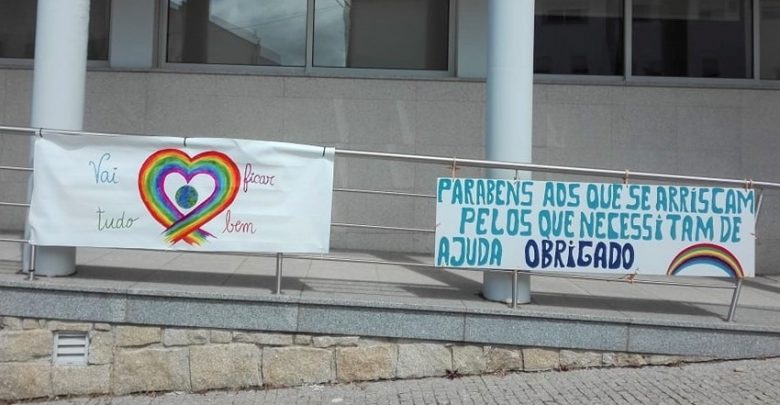 Vai ficar
tudo bem
PARABENS AOS QUE SE ARRISCAM
PELOS QUE NECESSITAM DE
AJUDA OBRIGADO